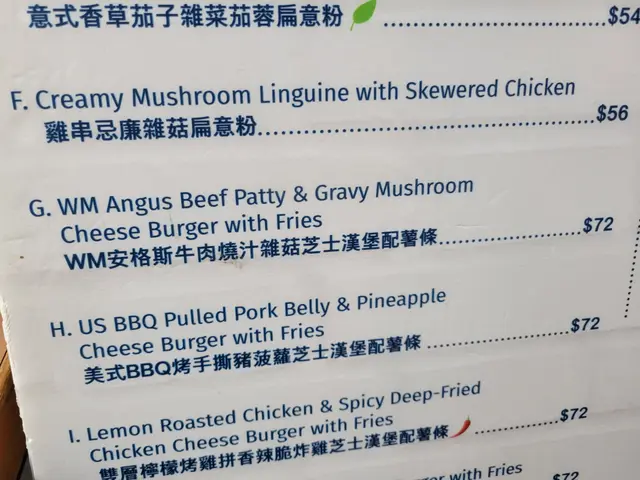 意式香草茄子雜菜茄蓉扁意粉 $54
F. Creamy Mushroom Linguine with Skewered Chicken
雞串忌廉雜菇扁意粉 $56
G. WM Angus Beef Patty & Gravy Mushroom
Cheese Burger with Fries
WM安格斯牛肉燒汁雜菇芝士漢堡配薯條 $72
H. US BBQ Pulled Pork Belly & Pineapple
Cheese Burger with Fries
美式BBQ烤手撕豬菠蘿芝士漢堡配薯條 $72
I. Lemon Roasted Chicken & Spicy Deep-Fried
Chicken Cheese Burger with Fries
雙層檸檬烤雞拼香辣脆炸雞芝士漢堡配薯條 $72
with Fries
$72